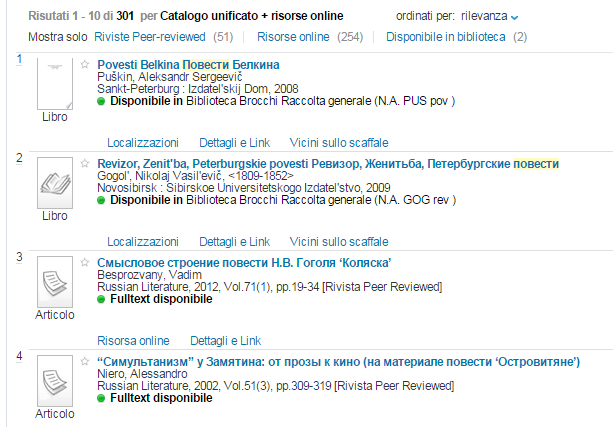 Risutati 1 - 10 di 301 per Catalogo unificato + risorse online ordinati per: rilevanza
Mostra solo Riviste Peer-reviewed (51) Risorse online (254) Disponibile in biblioteca (2)
1
Povesti Belkina Повести Белкина
Puškin, Aleksandr Sergeevič
Sankt-Peterburg : Izdatel'skij Dom, 2008
Disponibile in Biblioteca Brocchi Raccolta generale (N.A. PUS pov )
Libro
Localizzazioni Dettagli e Link Vicini sullo scaffale
2
Revizor, Zenit'ba, Peterburgskie povesti Ревизор, Женитьба, Петербургские повести
Gogol', Nikolaj Vasil'evič, <1809-1852>
Novosibirsk : Sibirskoe Universitetskogo Izdatel'stvo, 2009
Disponibile in Biblioteca Brocchi Raccolta generale (N.A. GOG rev )
Libro
Localizzazioni Dettagli e Link Vicini sullo scaffale
3
Смысловое строение повести Н.В. Гоголя ‘Коляска’
Besprozvany, Vadim
Russian Literature, 2012, Vol.71(1), pp.19-34 [Rivista Peer Reviewed]
Fulltext disponibile
Articolo
Risorsa online Dettagli e Link
4
“Симультанизм” у Замятина: от прозы к кино (на материале повести ‘Островитяне’)
Niero, Alessandro
Russian Literature, 2002, Vol.51(3), pp.309-319 [Rivista Peer Reviewed]
Fulltext disponibile
Articolo